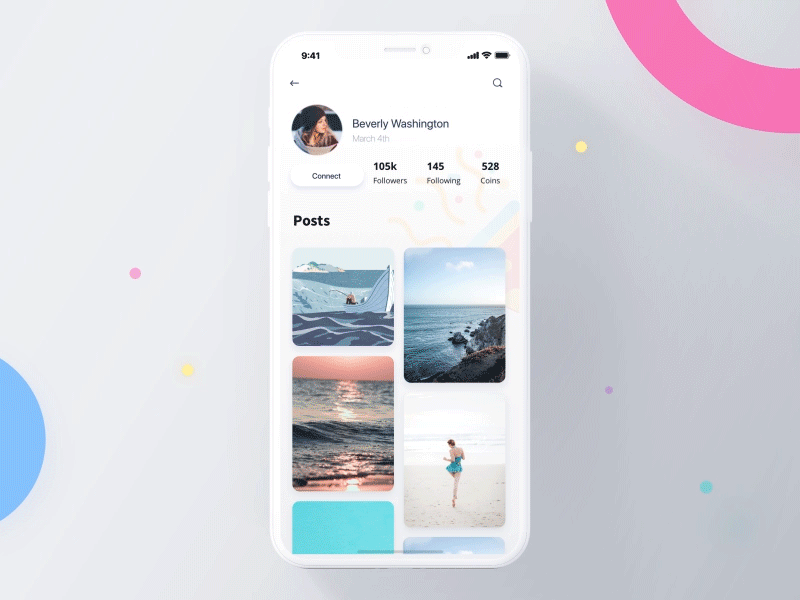 9:41
Beverly Washington
March 4th
Connect
105k 145 528
Followers Following Coins
Posts